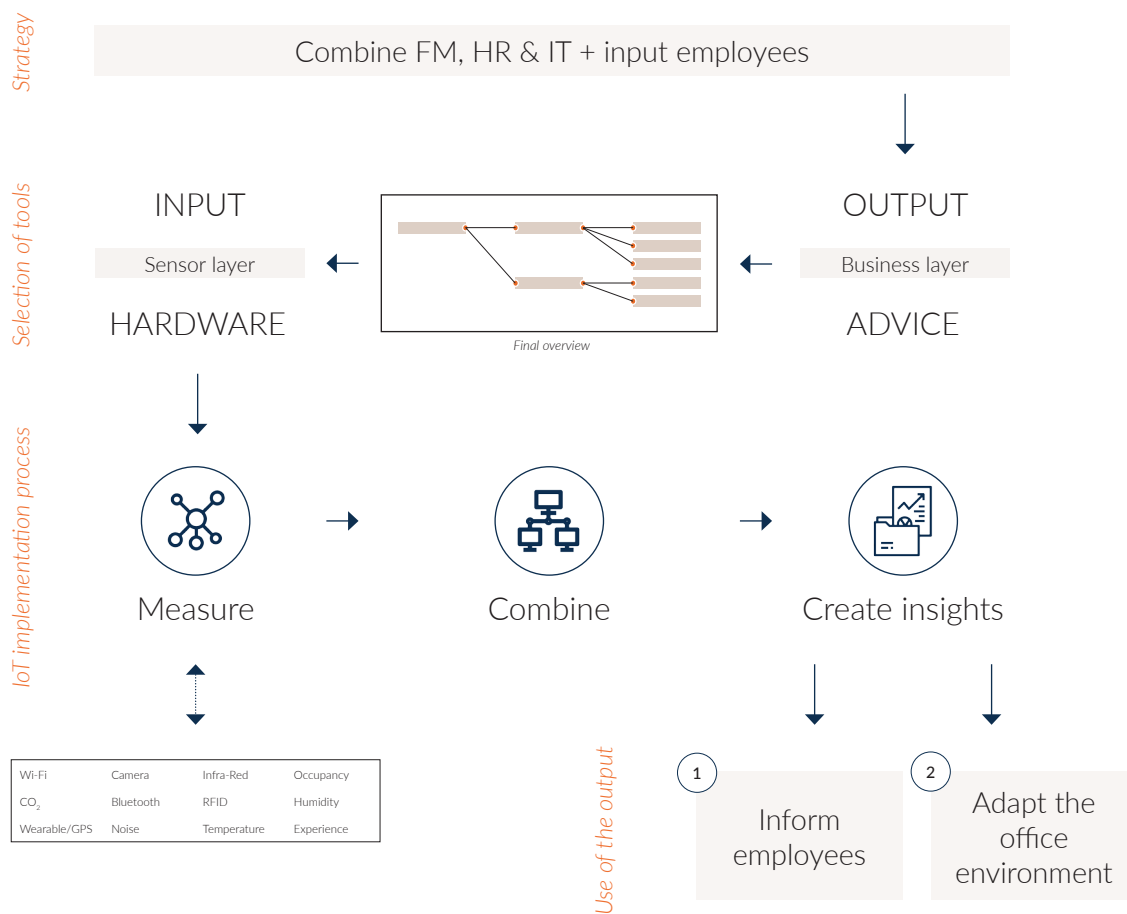 Strategy
Combine FM, HR & IT + input employees
Selection of tools
INPUT
Sensor layer
HARDWARE
Final overview
OUTPUT
Business layer
ADVICE
IoT implementation process
Measure
Combine
Create insights
Wi-Fi
Camera
Infra-Red
Occupancy
CO₂
Bluetooth
RFID
Humidity
Wearable/GPS
Noise
Temperature
Experience
Use of the output
1
Inform
employees
2
Adapt the
office
environment